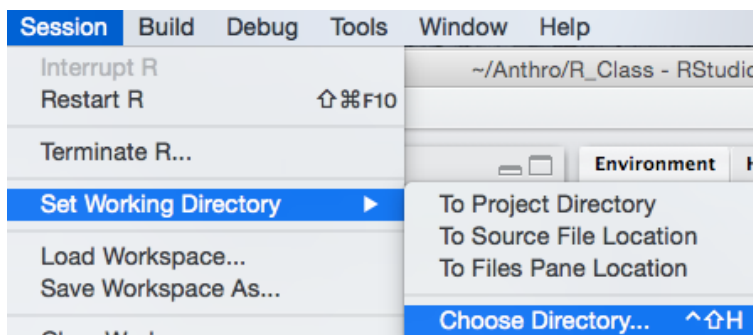 Session Build Debug Tools Window Help
Interrupt R
Restart R ⇧⌘F10
Terminate R...
Set Working Directory ▶
Load Workspace...
Save Workspace As...
~/Anthro/R_Class - RStudio
Environment
To Project Directory
To Source File Location
To Files Pane Location
Choose Directory... ^⇧H